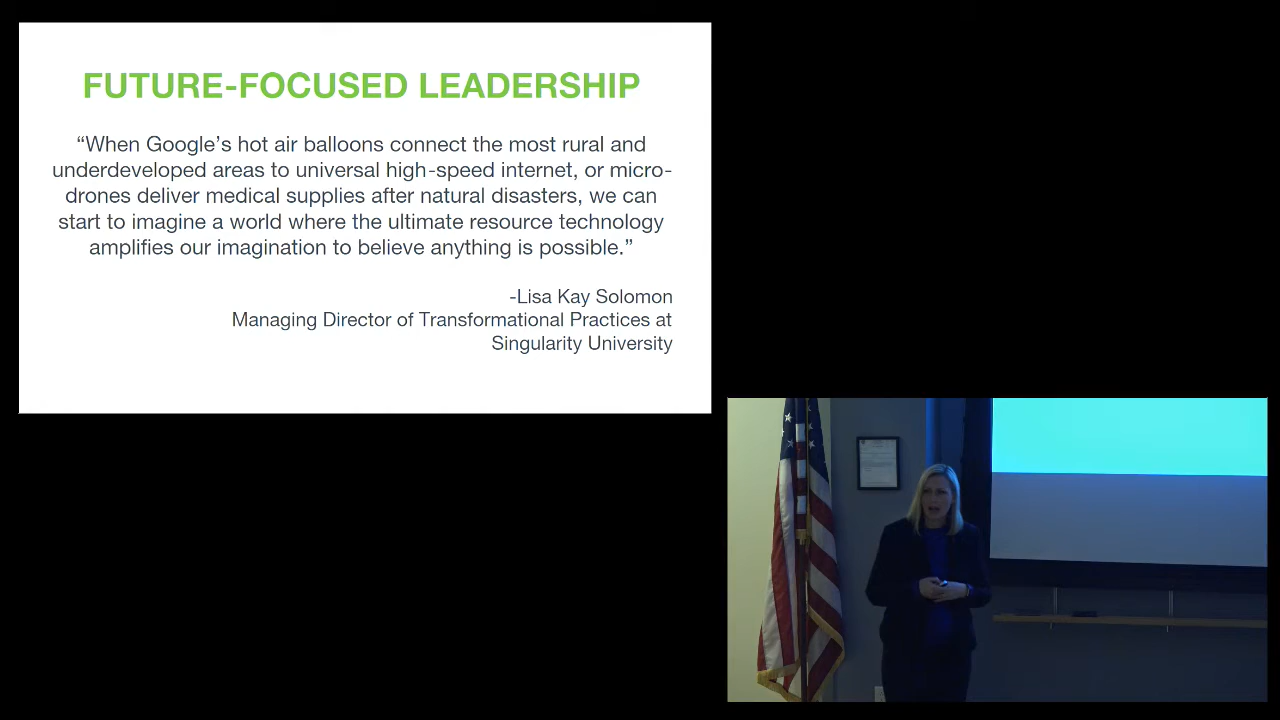 FUTURE-FOCUSED LEADERSHIP
“When Google’s hot air balloons connect the most rural and
underdeveloped areas to universal high-speed internet, or micro-
drones deliver medical supplies after natural disasters, we can
start to imagine a world where the ultimate resource technology
amplifies our imagination to believe anything is possible.”
-Lisa Kay Solomon
Managing Director of Transformational Practices at
Singularity University